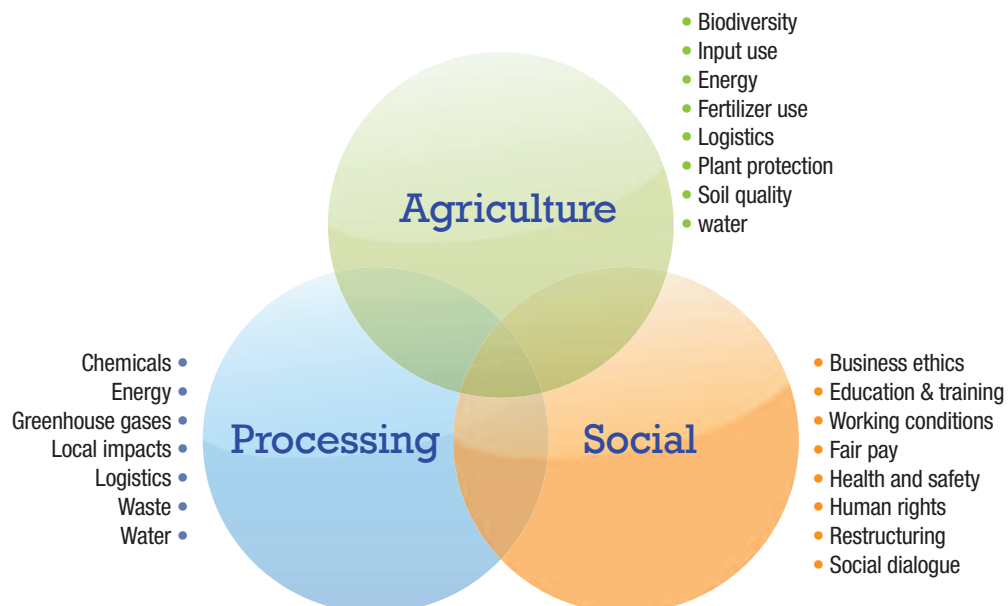 Biodiversity
Input use
Energy
Fertilizer use
Logistics
Plant protection
Soil quality
water
Agriculture
Chemicals
Energy
Greenhouse gases
Local impacts
Logistics
Waste
Water
Processing
Social
Business ethics
Education & training
Working conditions
Fair pay
Health and safety
Human rights
Restructuring
Social dialogue